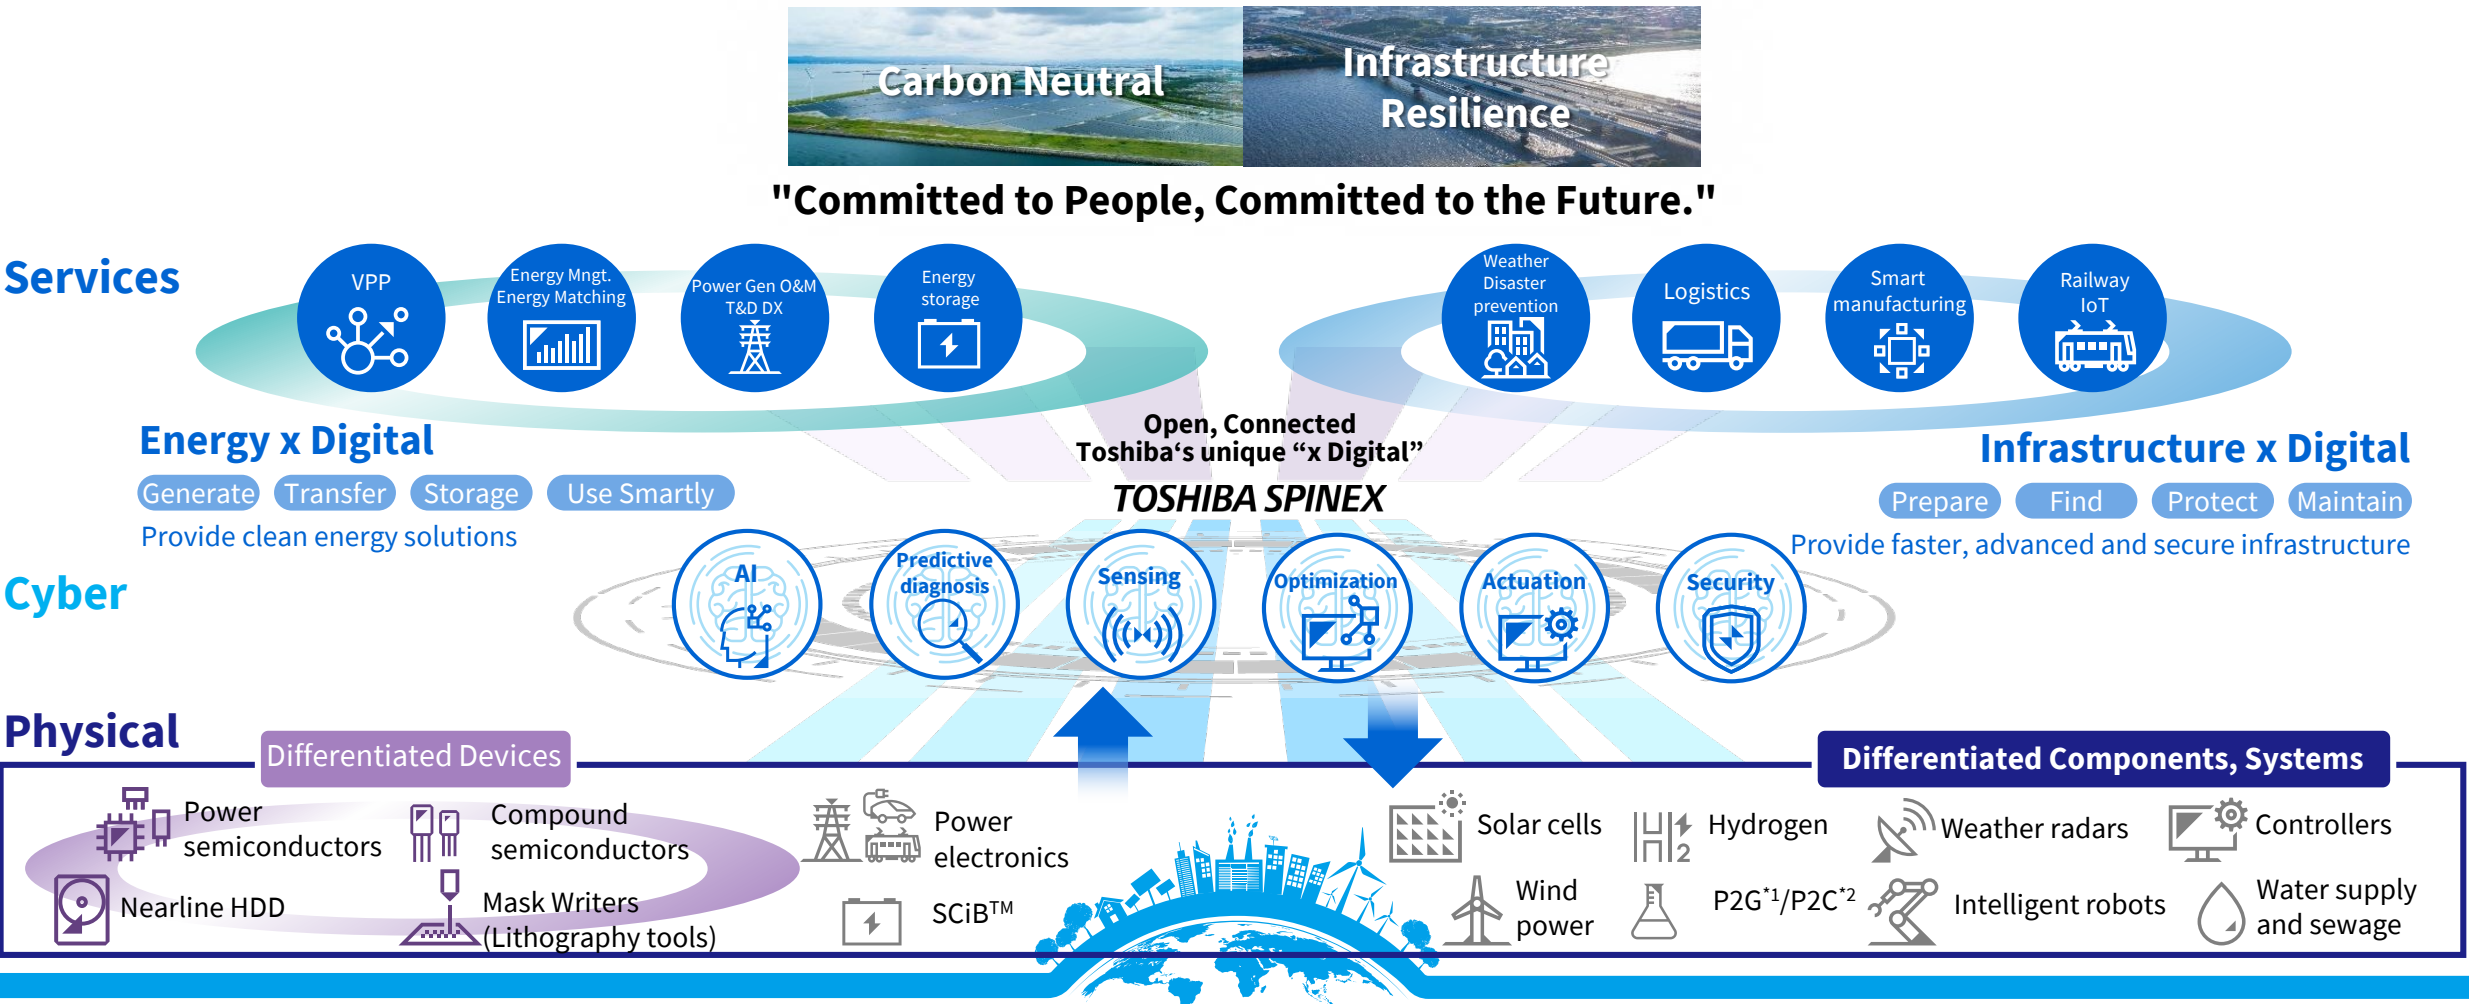 Carbon Neutral
Infrastructure
Resilience
"Committed to People, Committed to the Future."
Services
VPP
Energy Mngt.
Energy Matching
Power Gen O&M
T&D DX
Energy
storage
Weather
Disaster
prevention
Logistics
Smart
manufacturing
Railway
IoT
Energy x Digital
Generate
Transfer
Storage
Use Smartly
Provide clean energy solutions
Open, Connected
Toshiba‘s unique “x Digital”
TOSHIBA SPINEX
Infrastructure x Digital
Prepare
Find
Protect
Maintain
Provide faster, advanced and secure infrastructure
Cyber
AI
Predictive
diagnosis
Sensing
Optimization
Actuation
Security
Physical
Differentiated Devices
Power
semiconductors
Compound
semiconductors
Nearline HDD
Mask Writers
(Lithography tools)
Power
electronics
SCiB™
Differentiated Components, Systems
Solar cells
H2
Hydrogen
Weather radars
Controllers
Wind
power
P2G*1/P2C*2
Intelligent robots
Water supply
and sewage